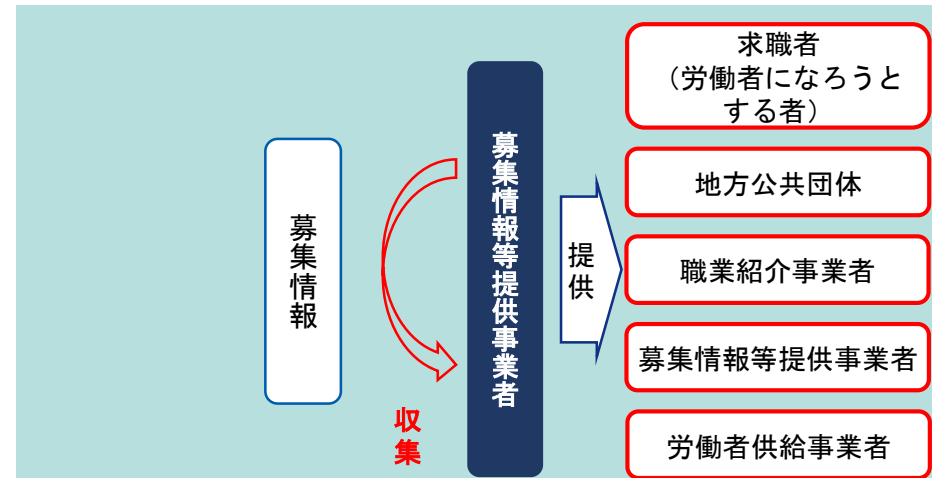 募集情報
収集
募集情報等提供事業者
提供
求職者
（労働者になろうと
する者）
地方公共団体
職業紹介事業者
募集情報等提供事業者
労働者供給事業者